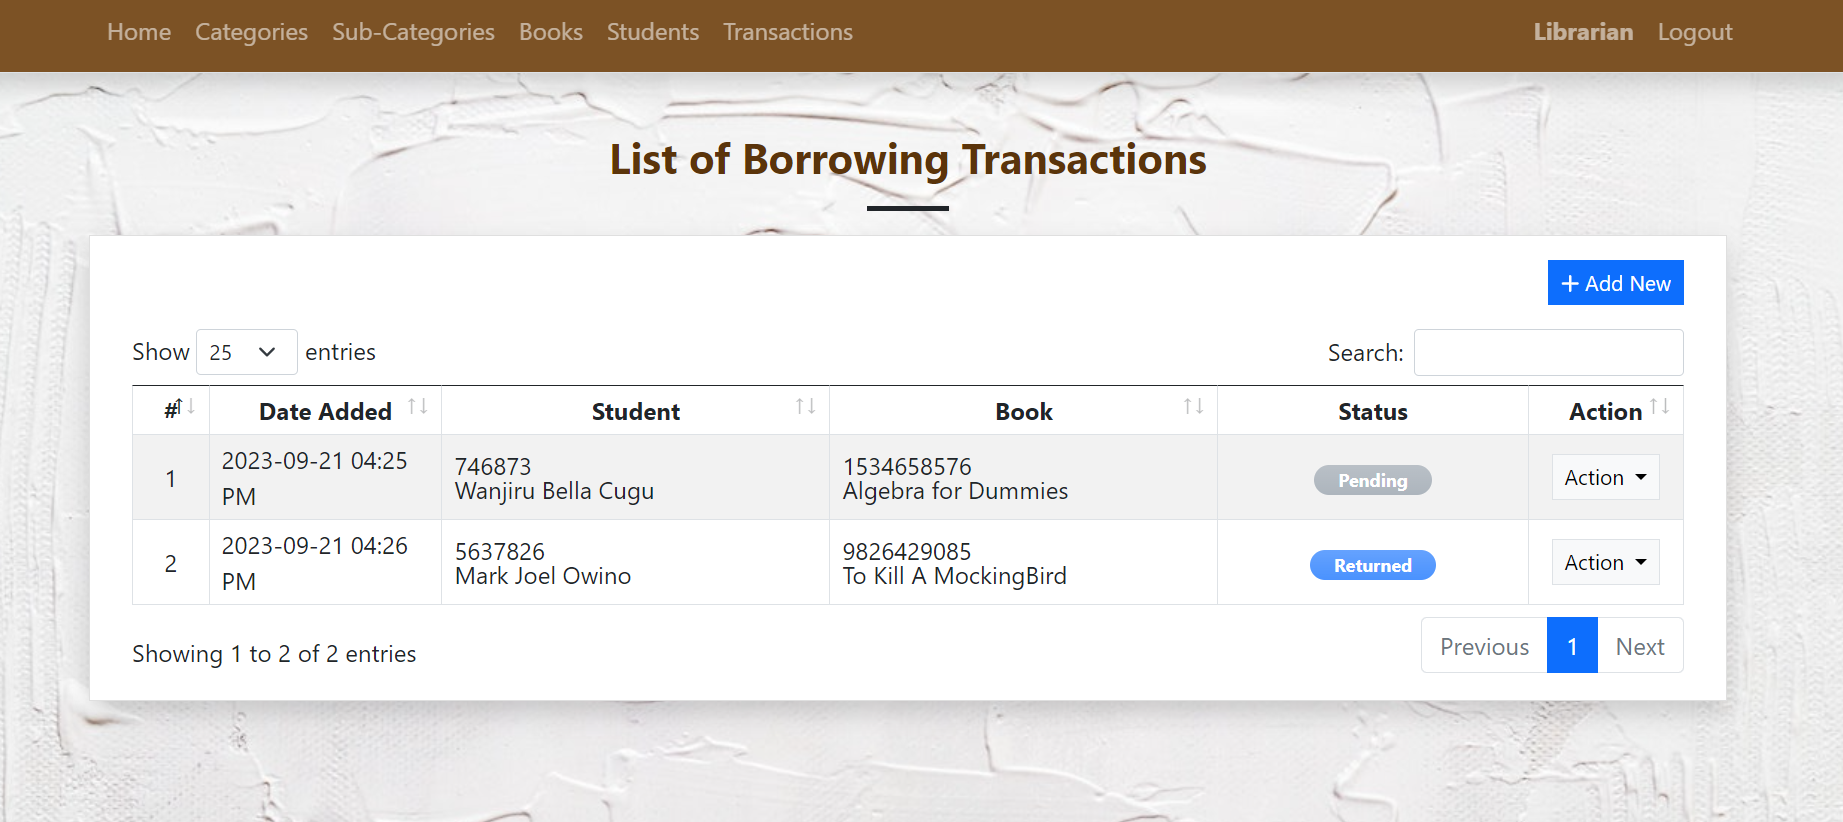 Home Categories Sub-Categories Books Students Transactions Librarian Logout
List of Borrowing Transactions
+ Add New
Show 25 entries Search:
# Date Added Student Book Status Action
1 2023-09-21 04:25 PM 746873 Wanjiru Bella Cugu 1534658576 Algebra for Dummies Pending Action
2 2023-09-21 04:26 PM 5637826 Mark Joel Owino 9826429085 To Kill A MockingBird Returned Action
Showing 1 to 2 of 2 entries Previous 1 Next